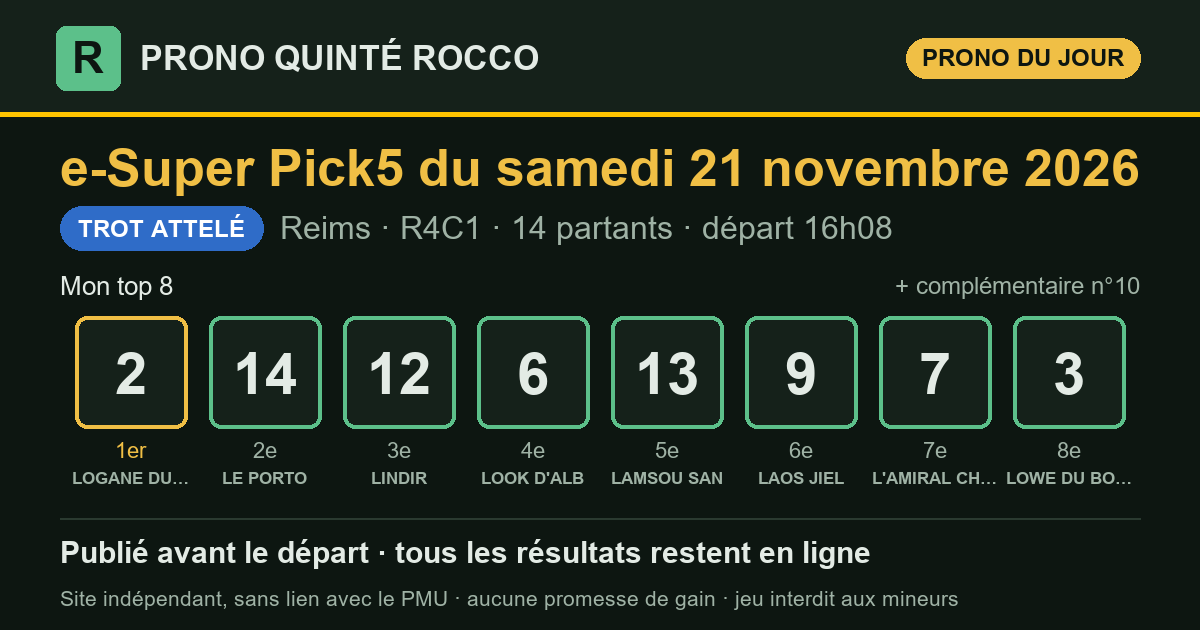 R PRONO QUINTÉ ROCCO PRONO DU JOUR
e-Super Pick5 du samedi 21 novembre 2026
TROT ATTELÉ Reims · R4C1 · 14 partants · départ 16h08
Mon top 8 + complémentaire n°10
2 14 12 6 13 9 7 3
1er 2e 3e 4e 5e 6e 7e 8e
LOGANE DU... LE PORTO LINDIR LOOK D'ALB LAMSOU SAN LAOS JIEL L'AMIRAL CH... LOWE DU BO...
Publié avant le départ · tous les résultats restent en ligne
Site indépendant, sans lien avec le PMU · aucune promesse de gain · jeu interdit aux mineurs